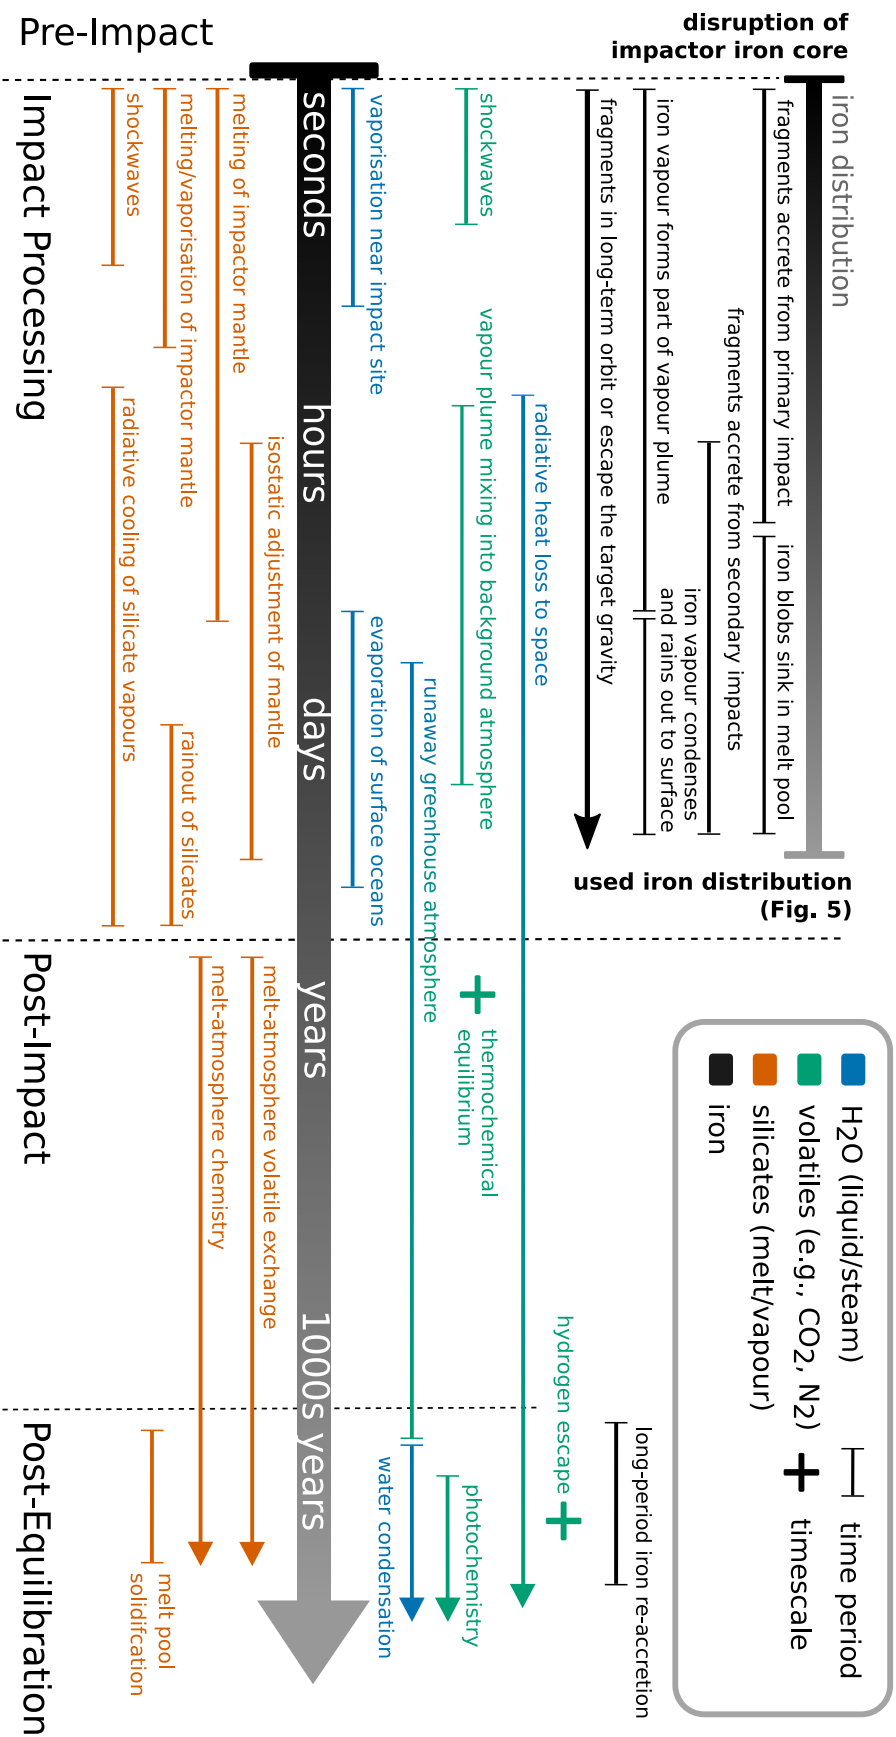 Pre-Impact
disruption of
impactor iron core
Impact Processing
shockwaves
melting/vaporisation of impactor mantle
melting of impactor mantle
radiative cooling of silicate vapours
isostatic adjustment of mantle
rainout of silicates
seconds
hours
days
years
1000s years
vaporisation near impact site
evaporation of surface oceans
runaway greenhouse atmosphere
shockwaves
vapour plume mixing into background atmosphere
radiative heat loss to space
fragments in long-term orbit or escape the target gravity
iron vapour forms part of vapour plume
iron vapour condenses
and rains out to surface
fragments accrete from secondary impacts
fragments accrete from primary impact
iron blobs sink in melt pool
iron distribution
used iron distribution
(Fig. 5)
Post-Impact
melt-atmosphere chemistry
melt-atmosphere volatile exchange
thermochemical
equilibrium
hydrogen escape
Post-Equilibration
melt pool
solidifcation
water condensation
photochemistry
long-period iron re-accretion
H2O (liquid/steam)
volatiles (e.g., CO2, N2)
silicates (melt/vapour)
iron
time period
timescale